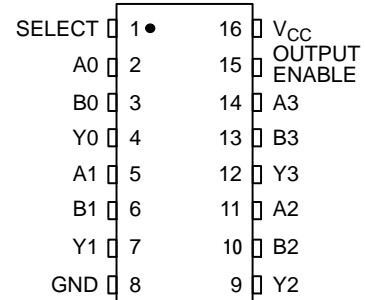 SELECT 1 16 VCC
A0 2 15 OUTPUT ENABLE
B0 3 14 A3
Y0 4 13 B3
A1 5 12 Y3
B1 6 11 A2
Y1 7 10 B2
GND 8 9 Y2